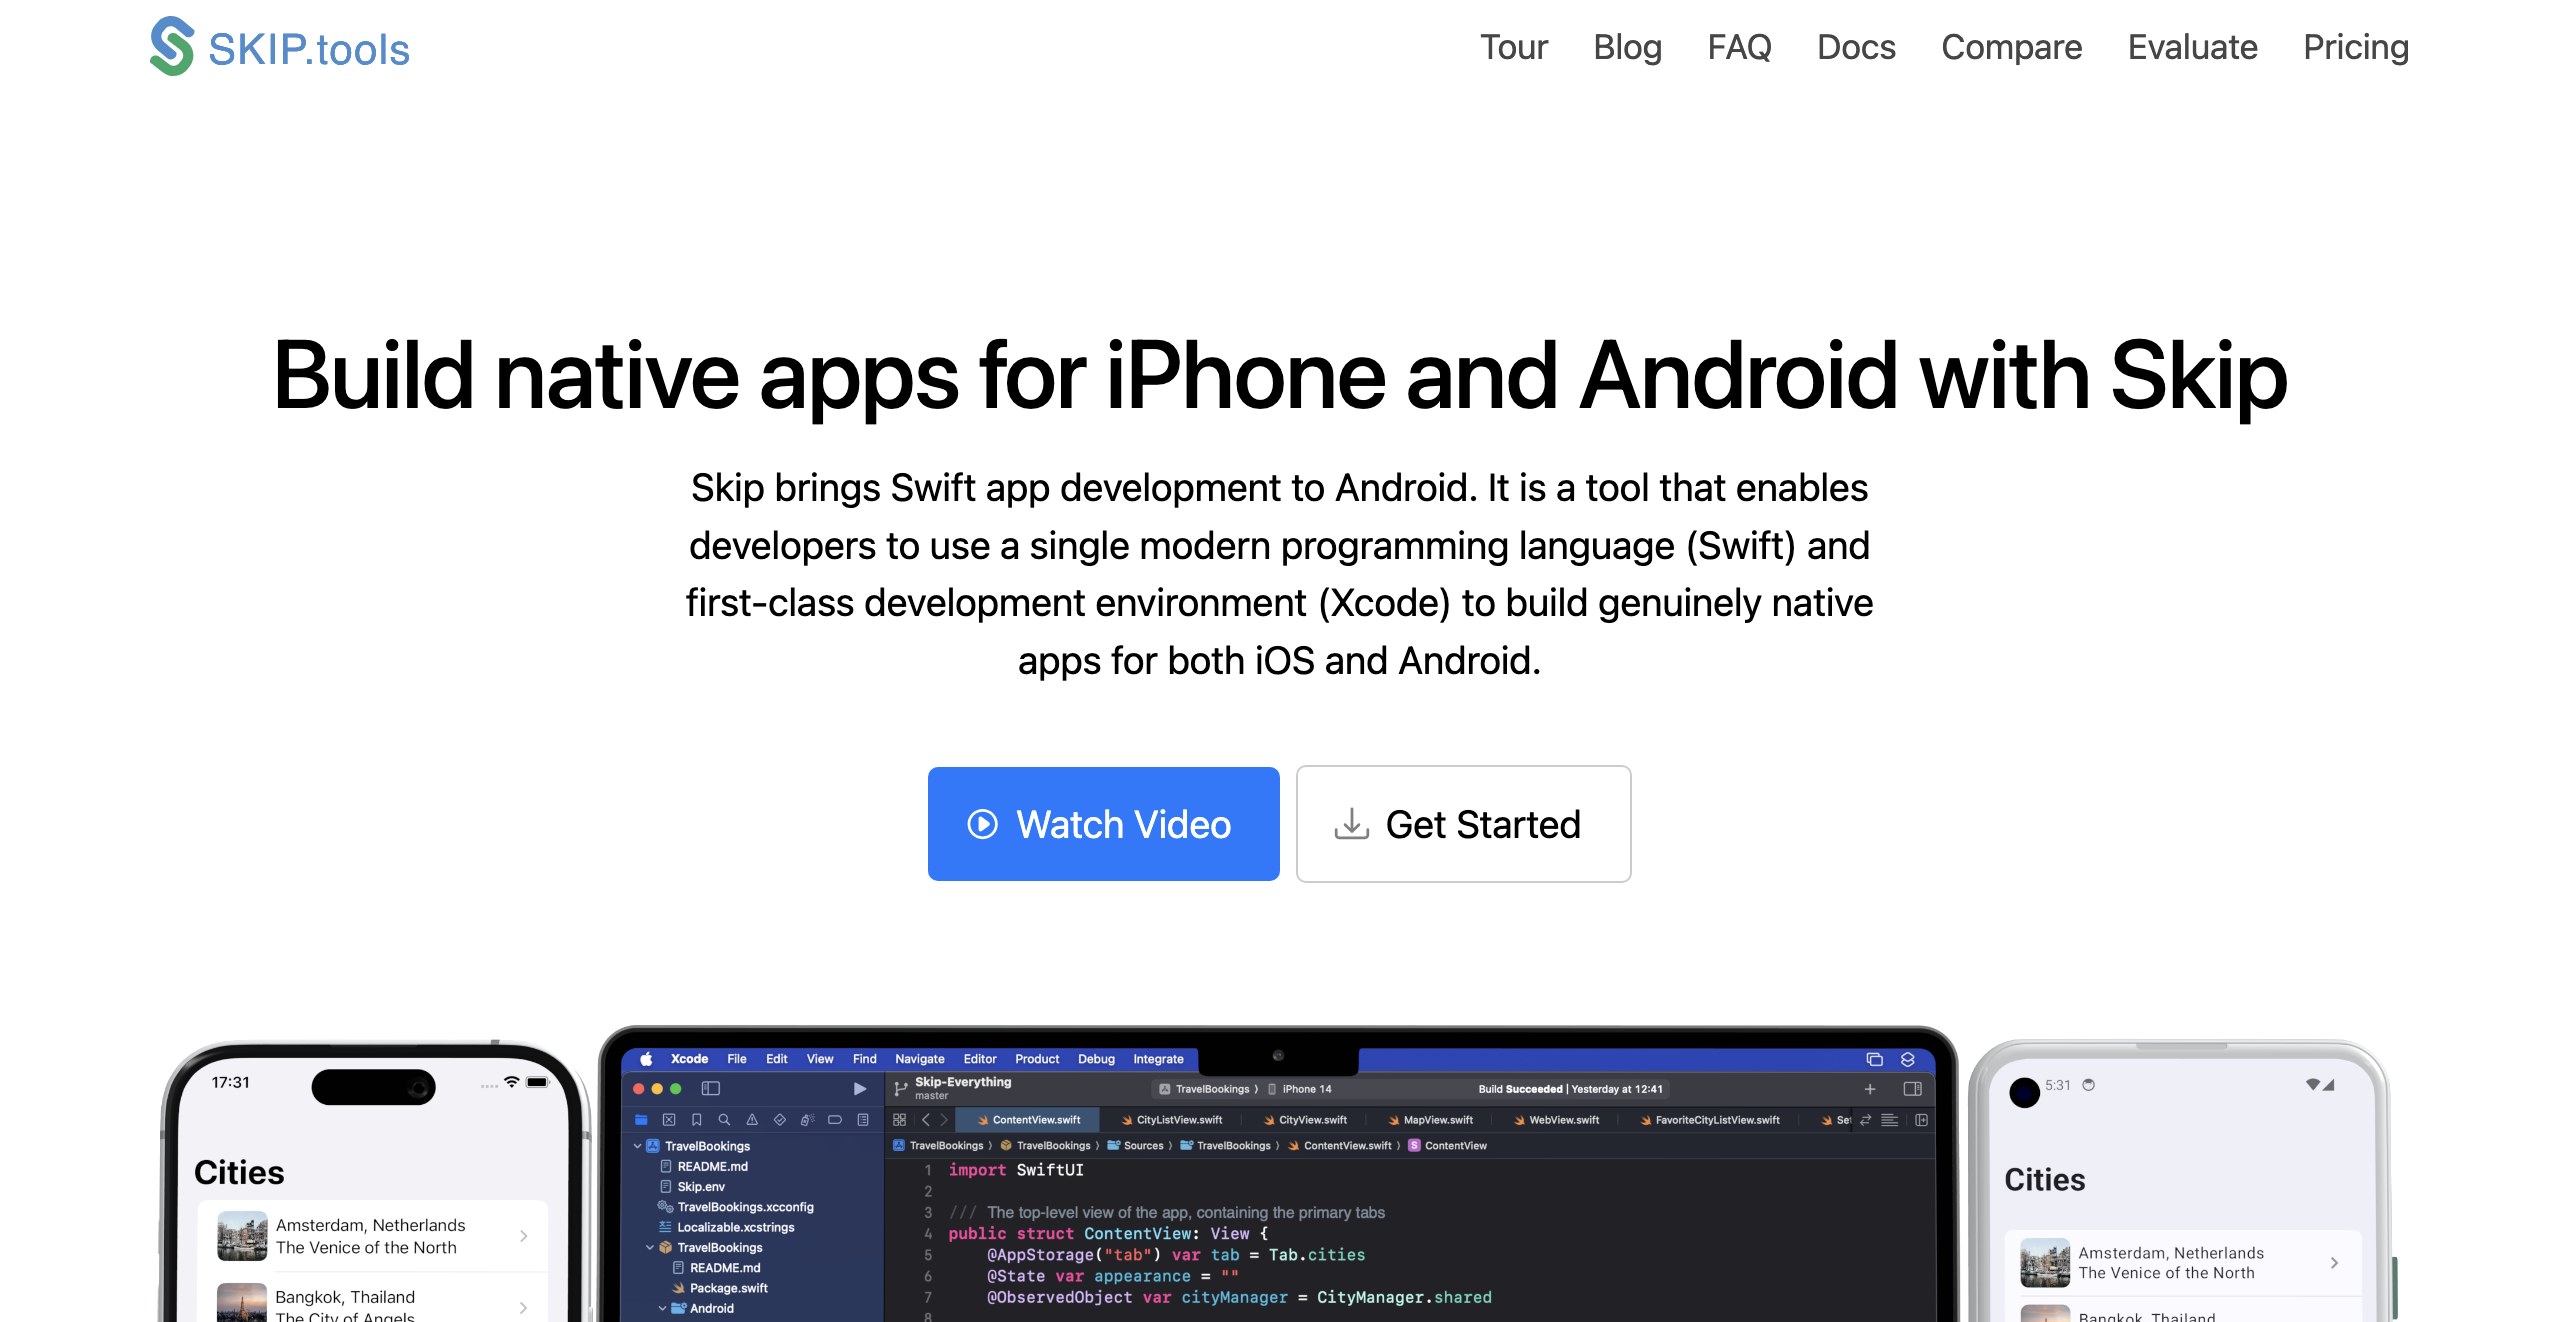 SKIP.tools
Tour Blog FAQ Docs Compare Evaluate Pricing
Build native apps for iPhone and Android with Skip
Skip brings Swift app development to Android. It is a tool that enables
developers to use a single modern programming language (Swift) and
first-class development environment (Xcode) to build genuinely native
apps for both iOS and Android.
Watch Video
Get Started
17:31
Cities
Amsterdam, Netherlands
The Venice of the North
Bangkok, Thailand
The City of Angels
Xcode File Edit View Find Navigate Editor Product Debug Integrate
Skip-Everything
master
TravelBookings 〉 iPhone 14
Build Succeeded | Yesterday at 12:41
ContentView.swift CityListView.swift CityView.swift MapView.swift WebView.swift FavoriteCityListView.swift Se
TravelBookings 〉 TravelBookings 〉 Sources 〉 TravelBookings 〉 ContentView.swift 〉 S ContentView
TravelBookings
README.md
Skip.env
TravelBookings.xcconfig
Localizable.xcstrings
TravelBookings
README.md
Package.swift
Android
1 import SwiftUI
2
3 /// The top-level view of the app, containing the primary tabs
4 public struct ContentView: View {
5 @AppStorage("tab") var tab = Tab.cities
6 @State var appearance = ""
7 @ObservedObject var cityManager = CityManager.shared
8
5:31
Cities
Amsterdam, Netherlands
The Venice of the North
Bangkok, Thailand